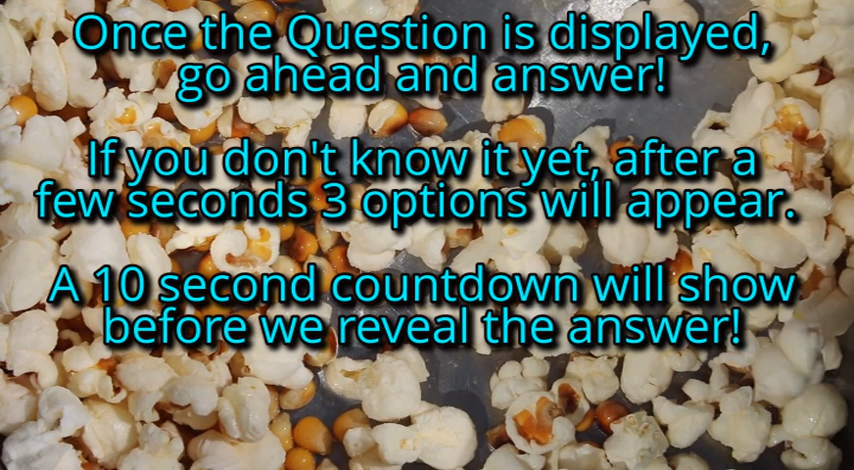 Once the Question is displayed,
go ahead and answer!
If you don't know it yet, after a
few seconds 3 options will appear.
A 10 second countdown will show
before we reveal the answer!